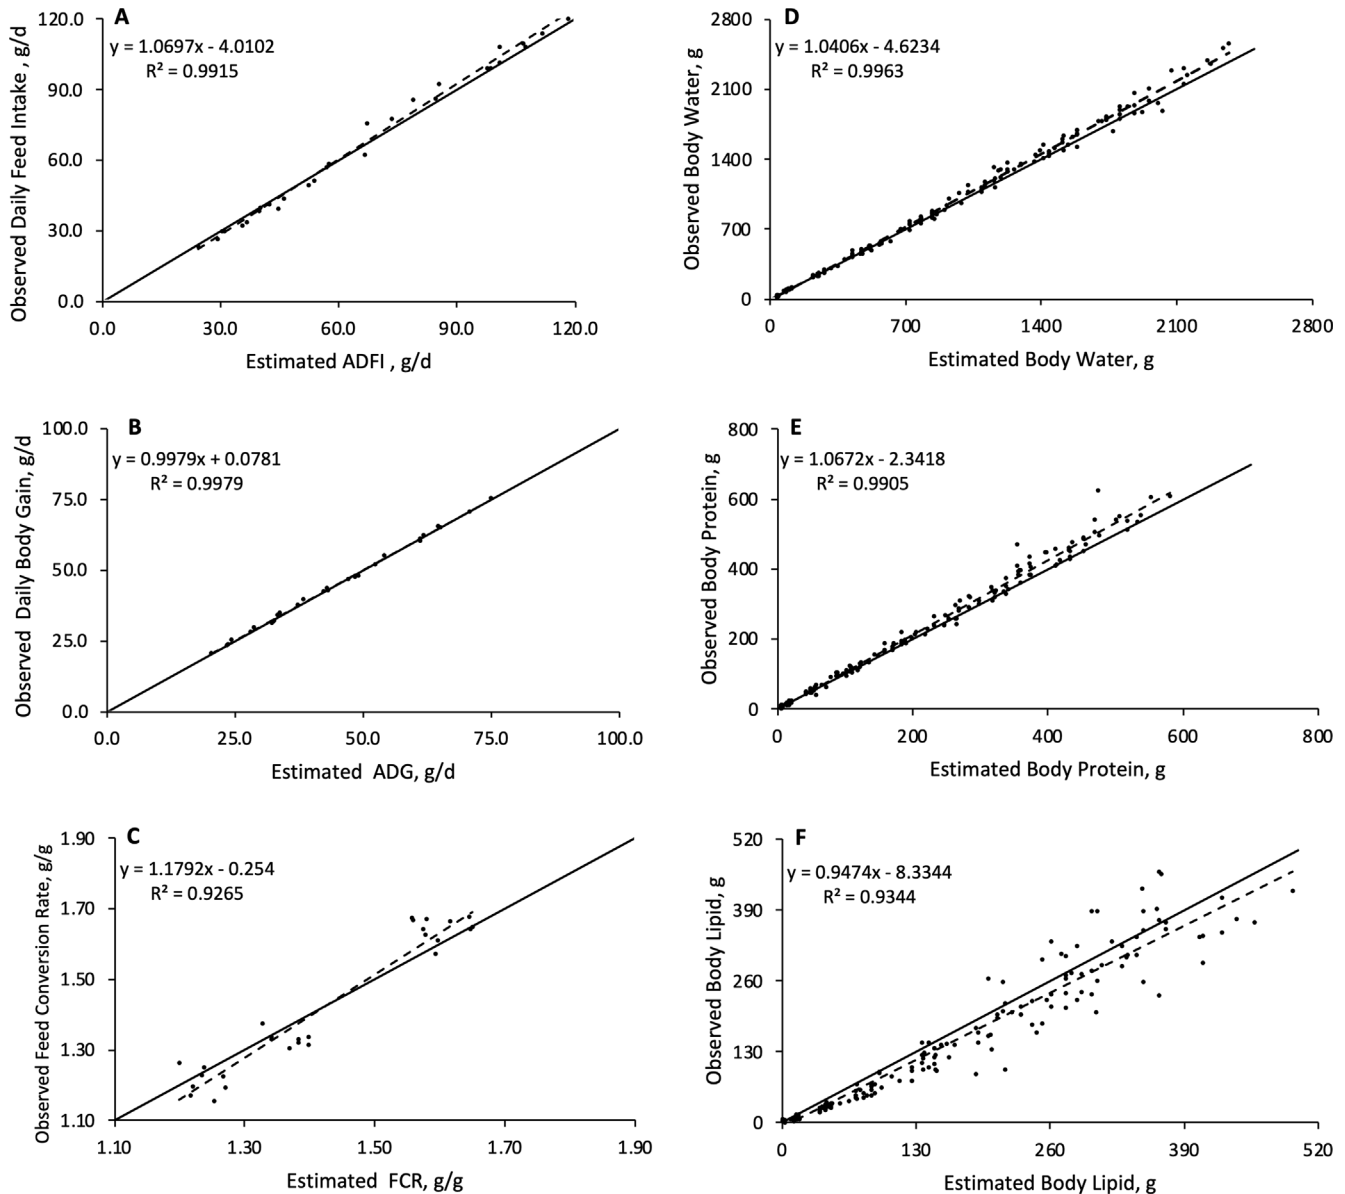 A
y = 1.0697x - 4.0102
R² = 0.9915
Observed Daily Feed Intake , g/d
120.0
90.0
60.0
30.0
0.0
0.0 30.0 60.0 90.0 120.0
Estimated ADFI , g/d
D
y = 1.0406x - 4.6234
R² = 0.9963
Observed Body Water, g
2800
2100
1400
700
0
0 700 1400 2100 2800
Estimated Body Water, g
B
y = 0.9979x + 0.0781
R² = 0.9979
Observed Daily Body Gain, g/d
100.0
75.0
50.0
25.0
0.0
0.0 25.0 50.0 75.0 100.0
Estimated ADG, g/d
E
y = 1.0672x - 2.3418
R² = 0.9905
Observed Body Protein, g
800
600
400
200
0
0 200 400 600 800
Estimated Body Protein, g
C
y = 1.1792x - 0.254
R² = 0.9265
Observed Feed Conversion Rate, g/g
1.90
1.70
1.50
1.30
1.10
1.10 1.30 1.50 1.70 1.90
Estimated FCR, g/g
F
y = 0.9474x - 8.3344
R² = 0.9344
Observed Body Lipid, g
520
390
260
130
0
0 130 260 390 520
Estimated Body Lipid, g